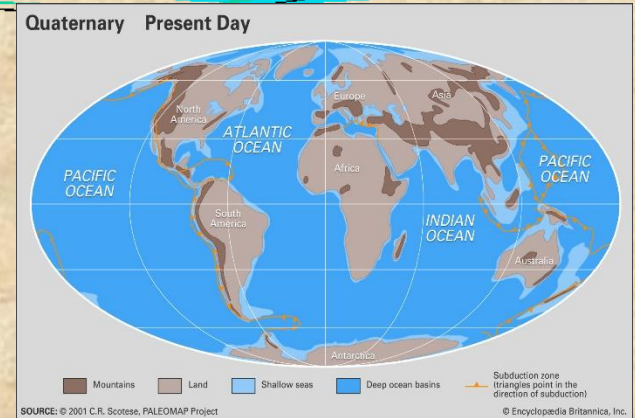 Quaternary Present Day
North
America
ATLANTIC
OCEAN
Europe
Asia
PACIFIC
OCEAN
Africa
PACIFIC
OCEAN
South
America
INDIAN
OCEAN
Australia
Antarctica
Mountains
Land
Shallow seas
Deep ocean basins
Subduction zone
(triangles point in the
direction of subduction)
SOURCE: © 2001 C.R. Scotese, PALEOMAP Project
© Encyclopædia Britannica, Inc.